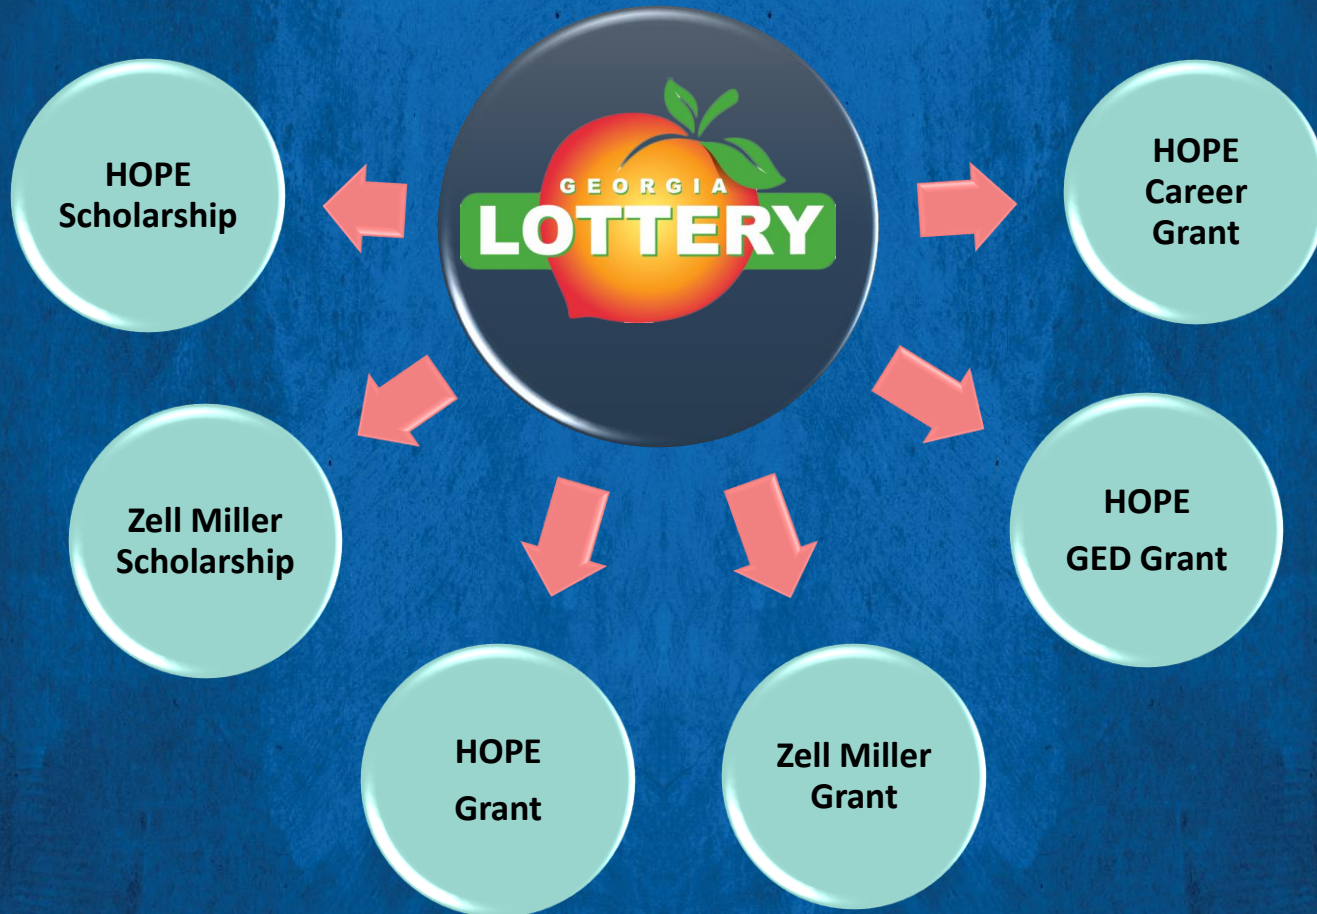 GEORGIA
LOTTERY
HOPE
Scholarship
Zell Miller
Scholarship
HOPE
Grant
Zell Miller
Grant
HOPE
GED Grant
HOPE
Career
Grant